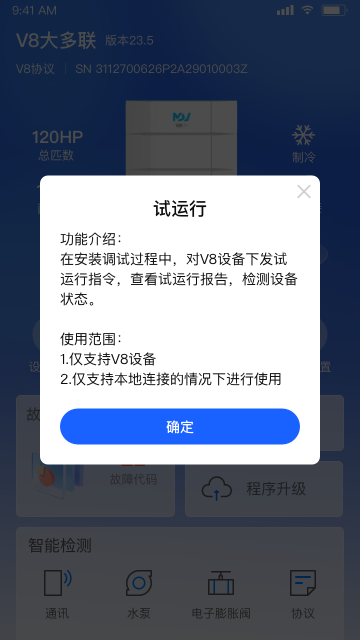 9:41 AM
V8大多联 版本23.5
V8协议 SN 3112700626P2A29010003Z
MDV
120HP
总匹数
制冷
试运行
功能介绍：
在安装调试过程中，对V8设备下发试
运行指令，查看试运行报告，检测设备
状态。
使用范围：
1.仅支持V8设备
2.仅支持本地连接的情况下进行使用
确定
设
置
故
故障代码
程序升级
智能检测
通讯 水泵 电子膨胀阀 协议